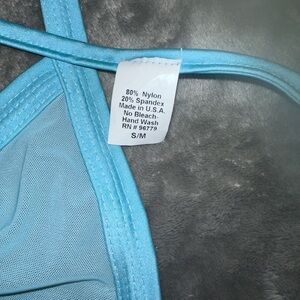 80% Nylon
20% Spandex
Made in U.S.A.
No Bleach-
Hand Wash
RN # 96779
S/M